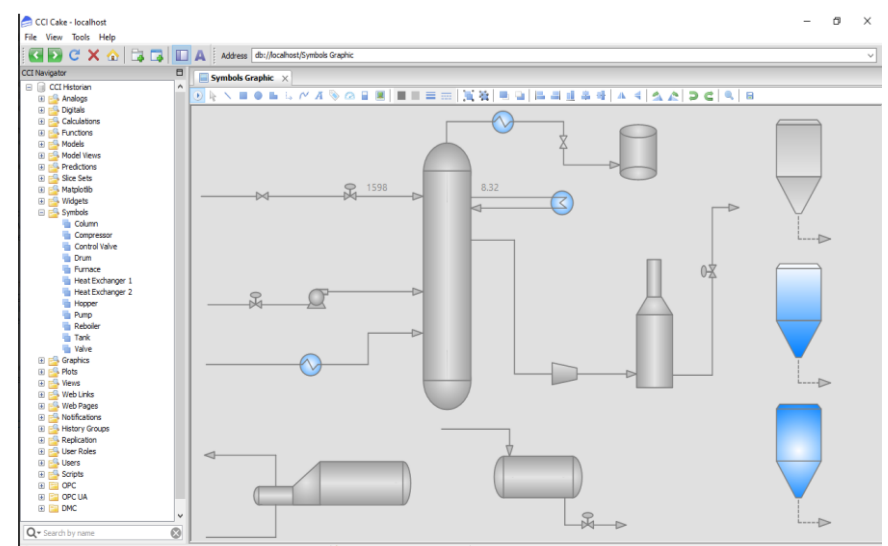 CCI Cake - localhost
File View Tools Help
Address db://localhost/Symbols Graphic
CCI Navigator
Symbols Graphic
CCI Historian
Analogs
Digitals
Calculations
Functions
Models
Model Views
Predictions
Slice Sets
Matplotlib
Widgets
Symbols
Column
Compressor
Control Valve
Drum
Furnace
Heat Exchanger 1
Heat Exchanger 2
Hopper
Pump
Reboiler
Tank
Valve
Graphics
Plots
Views
Web Links
Web Pages
Notifications
History Groups
Replication
User Roles
Users
Scripts
OPC
OPC UA
DMC
Search by name
1598
8.32